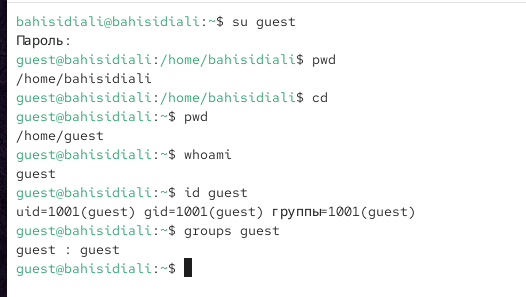 bahisidiali@bahisidiali:~$ su guest
Пароль:
guest@bahisidiali:/home/bahisidiali$ pwd
/home/bahisidiali
guest@bahisidiali:/home/bahisidiali$ cd
guest@bahisidiali:~$ pwd
/home/guest
guest@bahisidiali:~$ whoami
guest
guest@bahisidiali:~$ id guest
uid=1001(guest) gid=1001(guest) группы=1001(guest)
guest@bahisidiali:~$ groups guest
guest : guest
guest@bahisidiali:~$